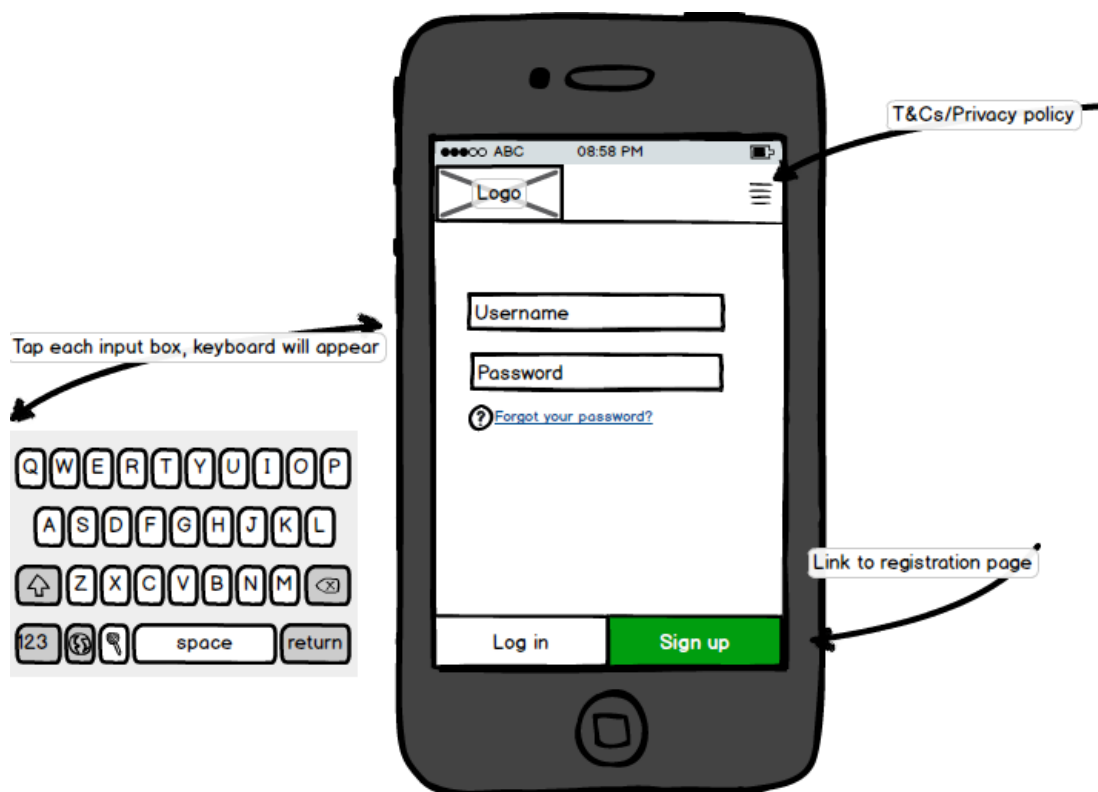 T&Cs/Privacy policy
ABC 08:58 PM
Logo
Username
Tap each input box, keyboard will appear
Password
?
Forgot your password?
Q W E R T Y U I O P
A S D F G H J K L
Z X C V B N M
123 space return
Link to registration page
Log in Sign up